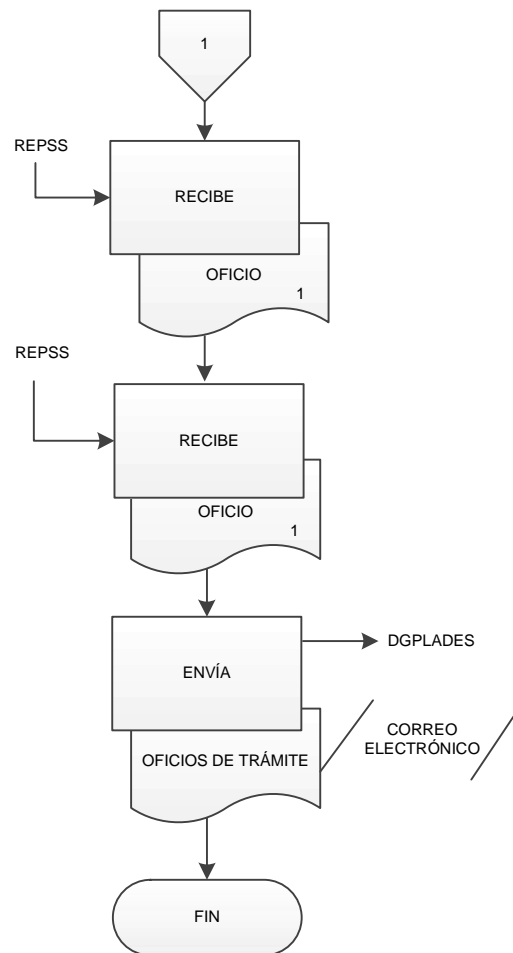 1
REPSS
RECIBE
OFICIO
1
REPSS
RECIBE
OFICIO
1
ENVÍA
DGPLADES
OFICIOS DE TRÁMITE
CORREO
ELECTRÓNICO
FIN